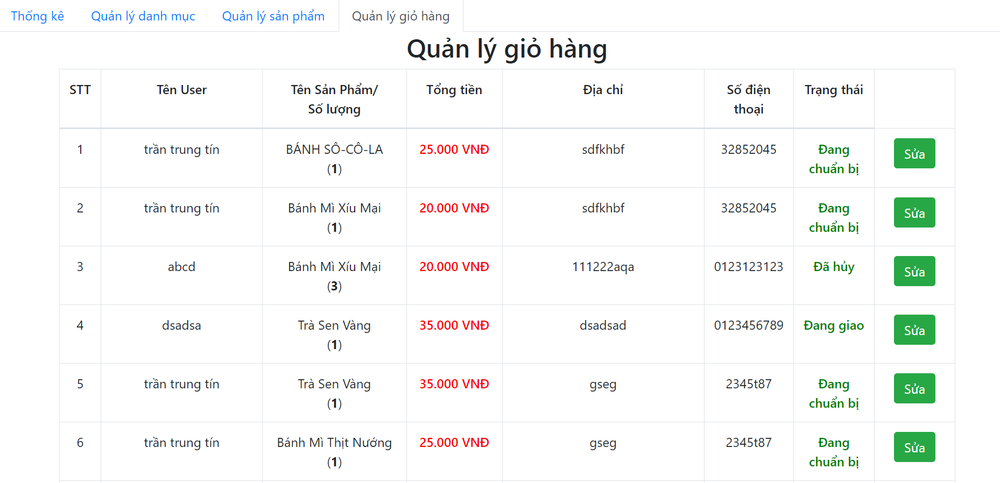 Thống kê Quản lý danh mục Quản lý sản phẩm Quản lý giỏ hàng
Quản lý giỏ hàng
STT Tên User Tên Sản Phẩm/ Tổng tiền Địa chỉ Số điện Trạng thái
Số lượng thoại
1 trần trung tín BÁNH SÔ-CÔ-LA 25.000 VNĐ sdfkhbf 32852045 Đang Sửa
(1) chuẩn bị
2 trần trung tín Bánh Mì Xíu Mại 20.000 VNĐ sdfkhbf 32852045 Đang Sửa
(1) chuẩn bị
3 abcd Bánh Mì Xíu Mại 20.000 VNĐ 111222aqa 0123123123 Đã hủy Sửa
(3)
4 dsadsa Trà Sen Vàng 35.000 VNĐ dsadsad 0123456789 Đang giao Sửa
(1)
5 trần trung tín Trà Sen Vàng 35.000 VNĐ gseg 2345t87 Đang Sửa
(1) chuẩn bị
6 trần trung tín Bánh Mì Thịt Nướng 25.000 VNĐ gseg 2345t87 Đang Sửa
(1) chuẩn bị